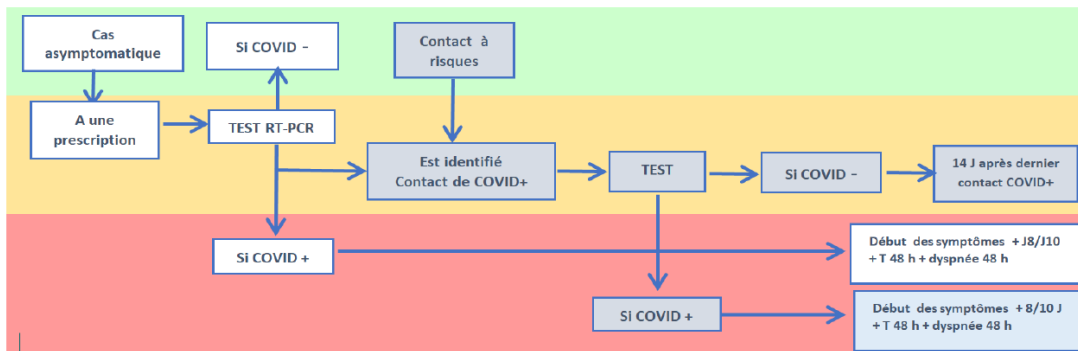 Cas
asymptomatique
Si COVID –
Contact à
risques
A une
prescription
TEST RT-PCR
Est identifié
Contact de COVID+
TEST
Si COVID –
14 J après dernier
contact COVID+
Si COVID +
Début des symptômes + J8/J10
+ T 48 h + dyspnée 48 h
Si COVID +
Début des symptômes + 8/10 J
+ T 48 h + dyspnée 48 h